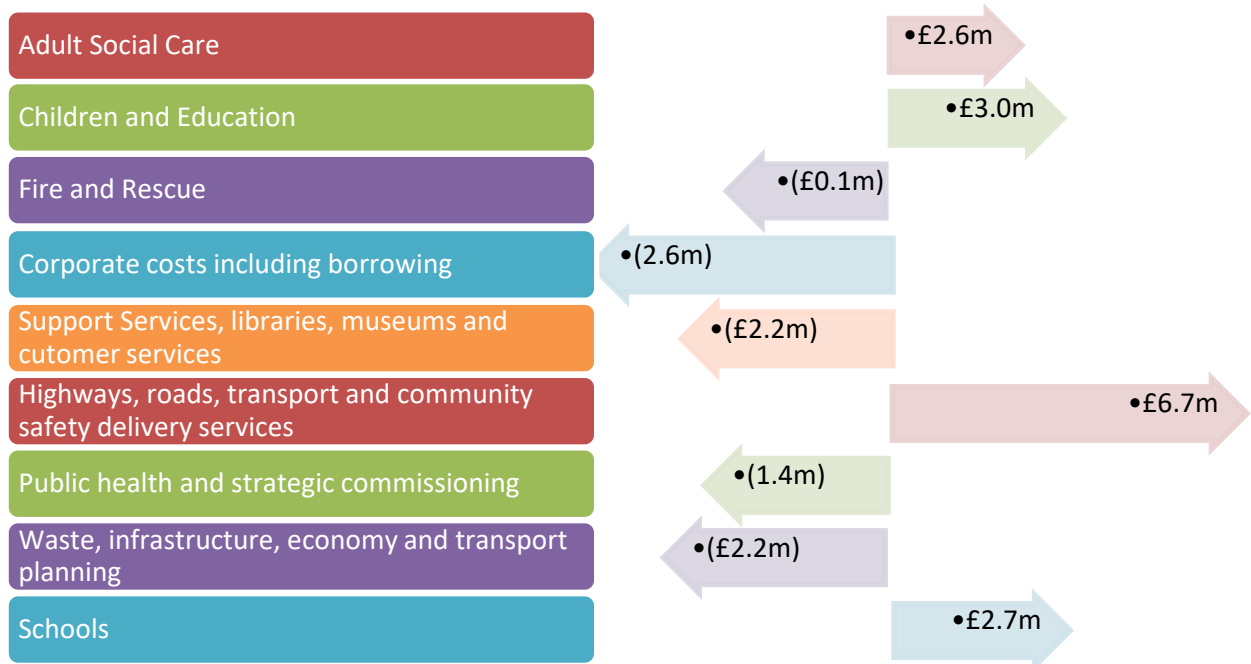 Adult Social Care
•£2.6m
Children and Education
•£3.0m
Fire and Rescue
•(£0.1m)
Corporate costs including borrowing
•(2.6m)
Support Services, libraries, museums and
cutomer services
•(£2.2m)
Highways, roads, transport and community
safety delivery services
•£6.7m
Public health and strategic commissioning
•(1.4m)
Waste, infrastructure, economy and transport
planning
•(£2.2m)
Schools
•£2.7m